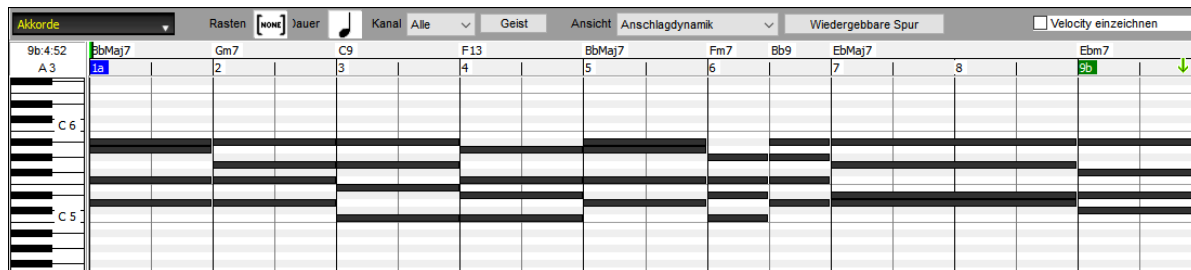 Akkorde Rasten [NONE] Dauer Kanal Alle Geist Ansicht Anschlagdynamik Wiedergebbare Spur Velocity einzeichnen
9b:4:52 BbMaj7 Gm7 C9 F13 BbMaj7 Fm7 Bb9 EbMaj7 Ebm7
A 3 1a 2 3 4 5 6 7 8 9b
C 6
C 5